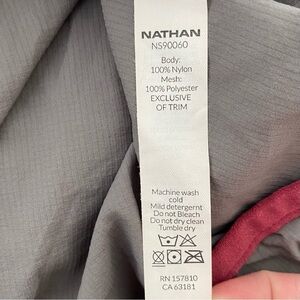 NATHAN
NS90060
Body:
100% Nylon
Mesh:
100% Polyester
EXCLUSIVE
OF TRIM
Machine wash
cold
Mild detergernt
Do not Bleach
Do not dry clean
Tumble dry
RN 157810
CA 63181